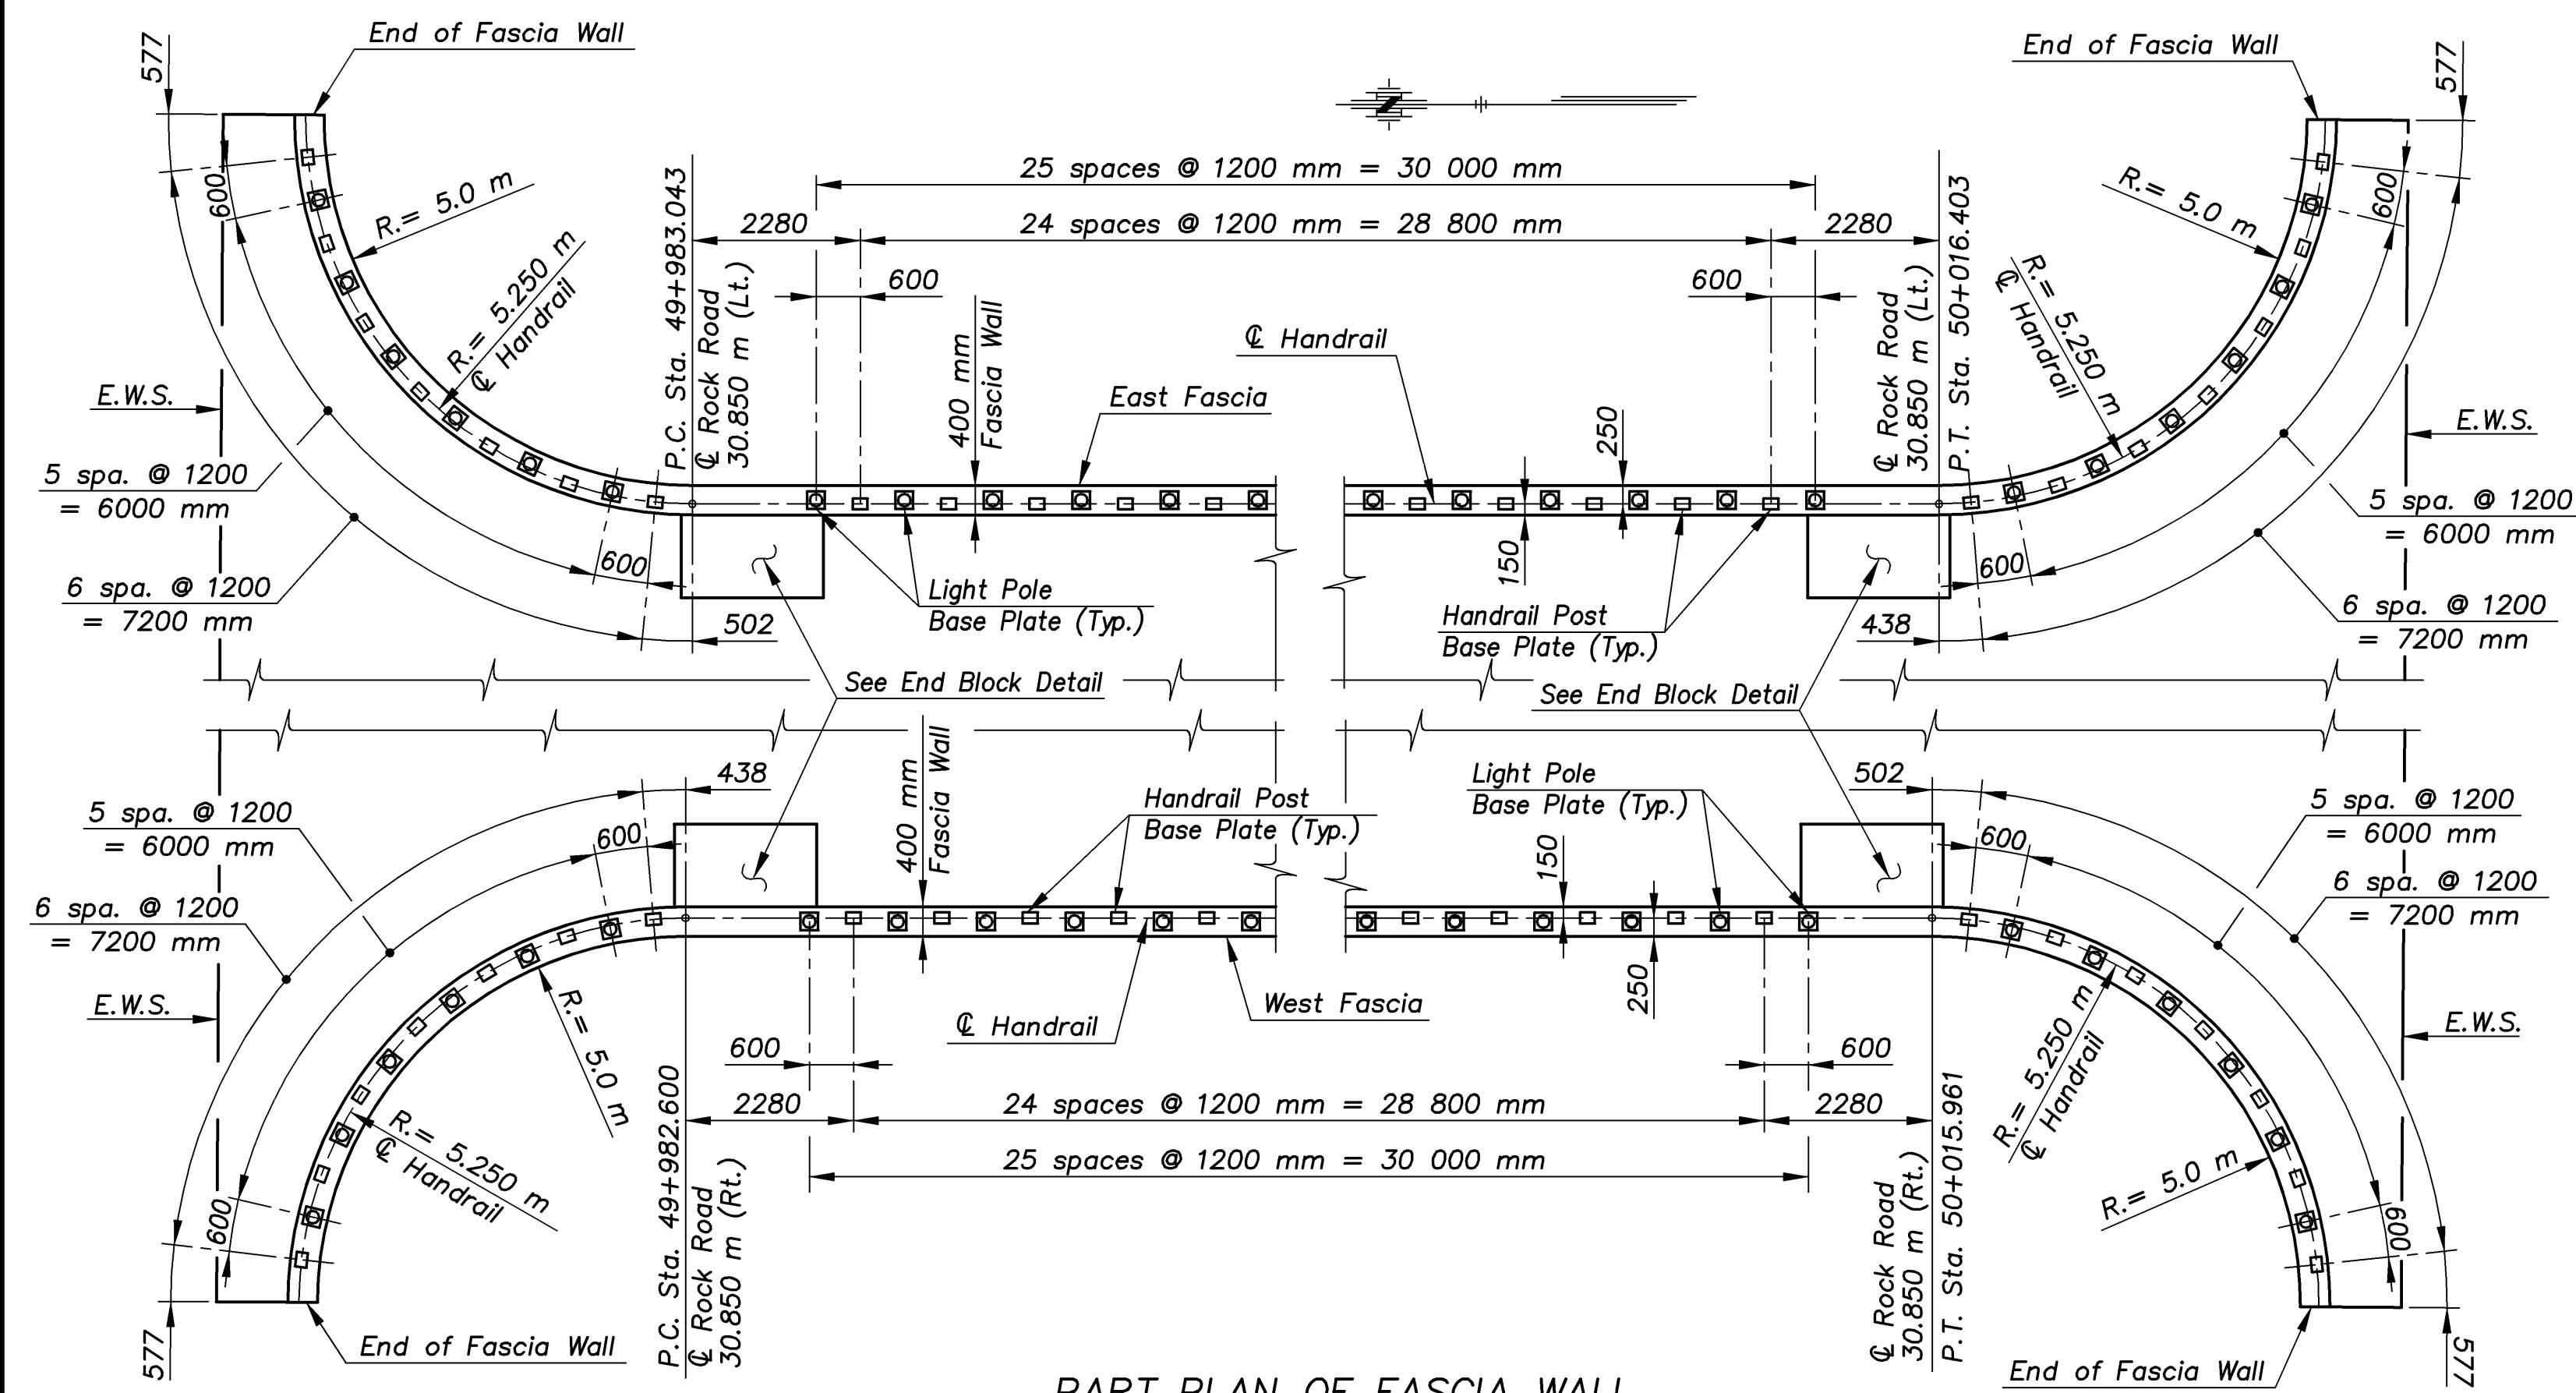 End of Fascia Wall
End of Fascia Wall
577
577
25 spaces @ 1200 mm = 30 000 mm
24 spaces @ 1200 mm = 28 800 mm
2280
2280
600
600
600
600
R.= 5.0 m
R.= 5.0 m
R.= 5.250 m
℄ Handrail
R.= 5.250 m
℄ Handrail
P.C. Sta. 49+983.043
℄ Rock Road
30.850 m (Lt.)
℄ Rock Road
30.850 m (Lt.)
P.T. Sta. 50+016.403
400 mm
Fascia Wall
℄ Handrail
East Fascia
250
150
E.W.S.
E.W.S.
5 spa. @ 1200
= 6000 mm
5 spa. @ 1200
= 6000 mm
6 spa. @ 1200
= 7200 mm
6 spa. @ 1200
= 7200 mm
600
600
502
438
Light Pole
Base Plate (Typ.)
Handrail Post
Base Plate (Typ.)
See End Block Detail
See End Block Detail
438
502
5 spa. @ 1200
= 6000 mm
5 spa. @ 1200
= 6000 mm
6 spa. @ 1200
= 7200 mm
6 spa. @ 1200
= 7200 mm
600
600
400 mm
Fascia Wall
Handrail Post
Base Plate (Typ.)
Light Pole
Base Plate (Typ.)
150
250
E.W.S.
E.W.S.
West Fascia
℄ Handrail
R.= 5.0 m
R.= 5.0 m
R.= 5.250 m
℄ Handrail
R.= 5.250 m
℄ Handrail
600
600
2280
2280
24 spaces @ 1200 mm = 28 800 mm
25 spaces @ 1200 mm = 30 000 mm
P.C. Sta. 49+982.600
℄ Rock Road
30.850 m (Rt.)
℄ Rock Road
30.850 m (Rt.)
P.T. Sta. 50+015.961
600
600
577
577
End of Fascia Wall
End of Fascia Wall
PART PLAN OF FASCIA WALL